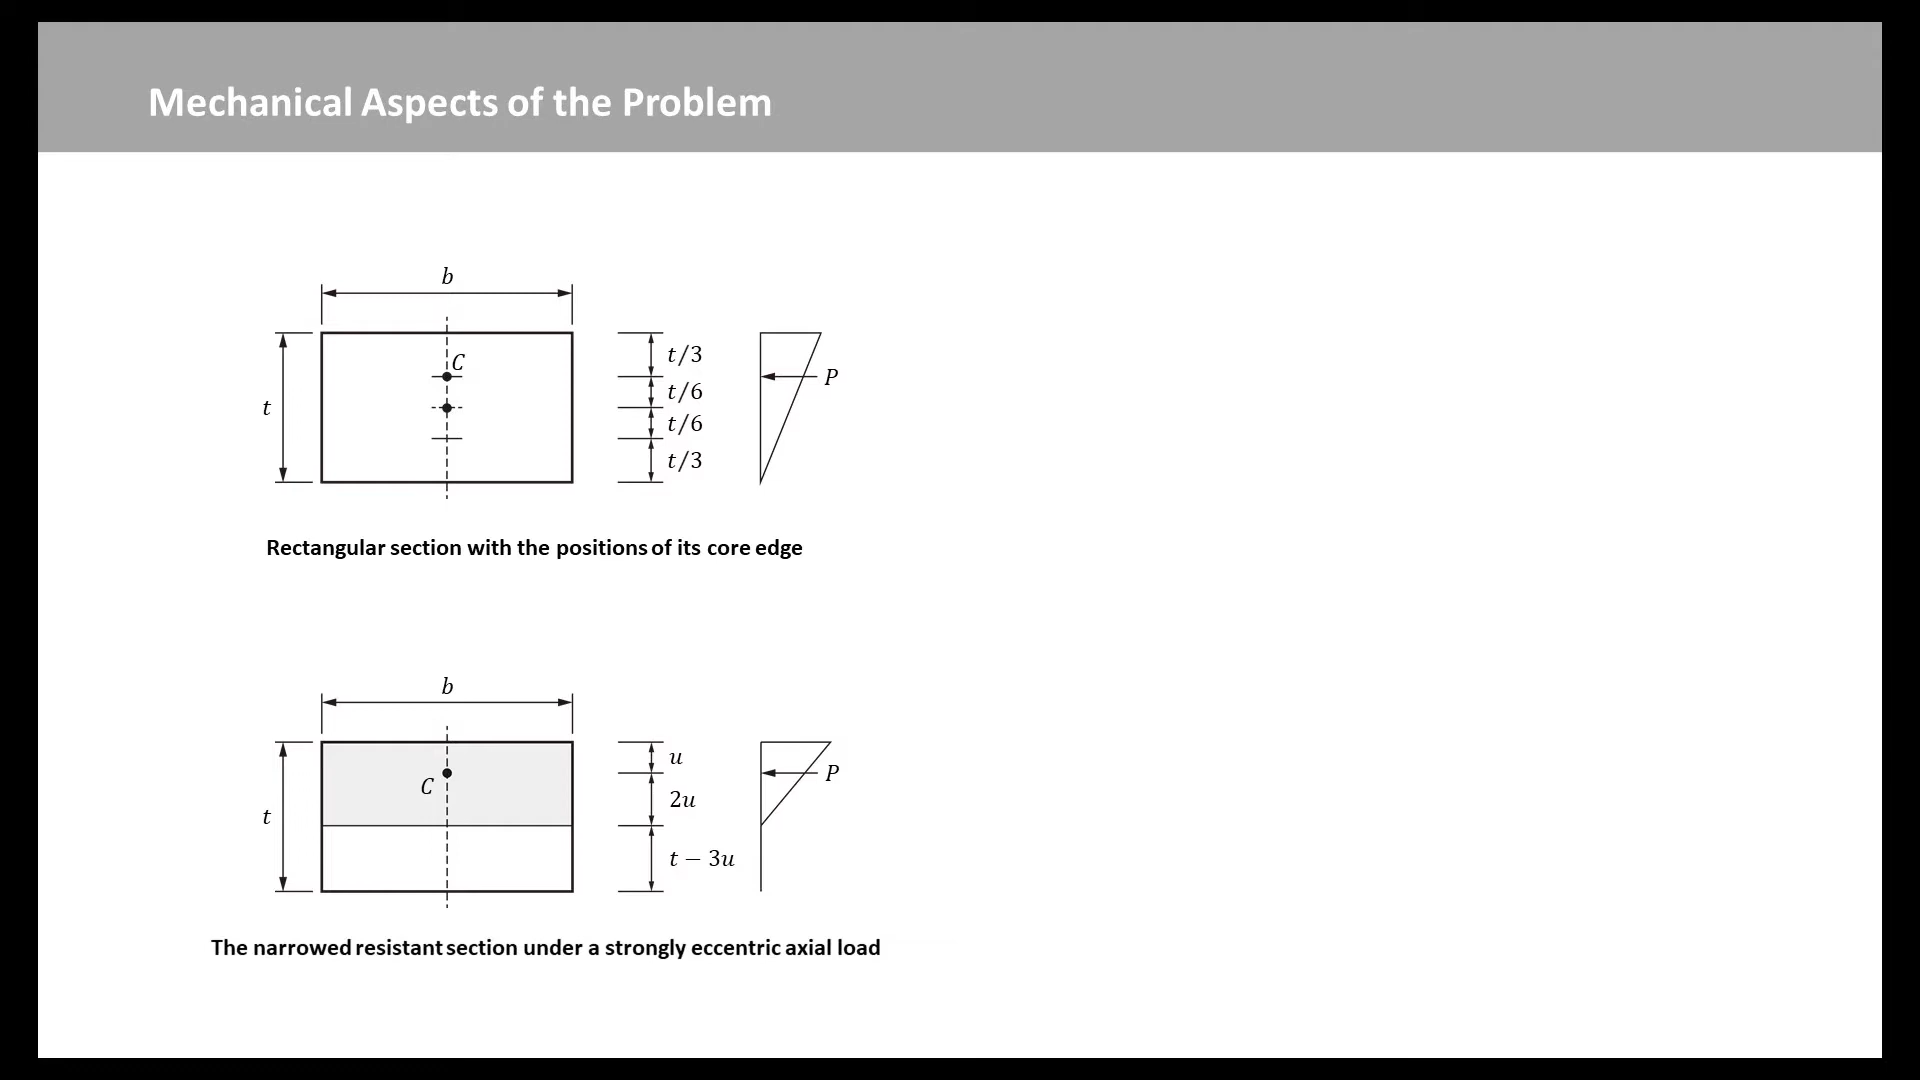 Mechanical Aspects of the Problem
b
C
t
t/3
t/6
t/6
t/3
P
Rectangular section with the positions of its core edge
b
C
t
u
2u
t − 3u
P
The narrowed resistant section under a strongly eccentric axial load